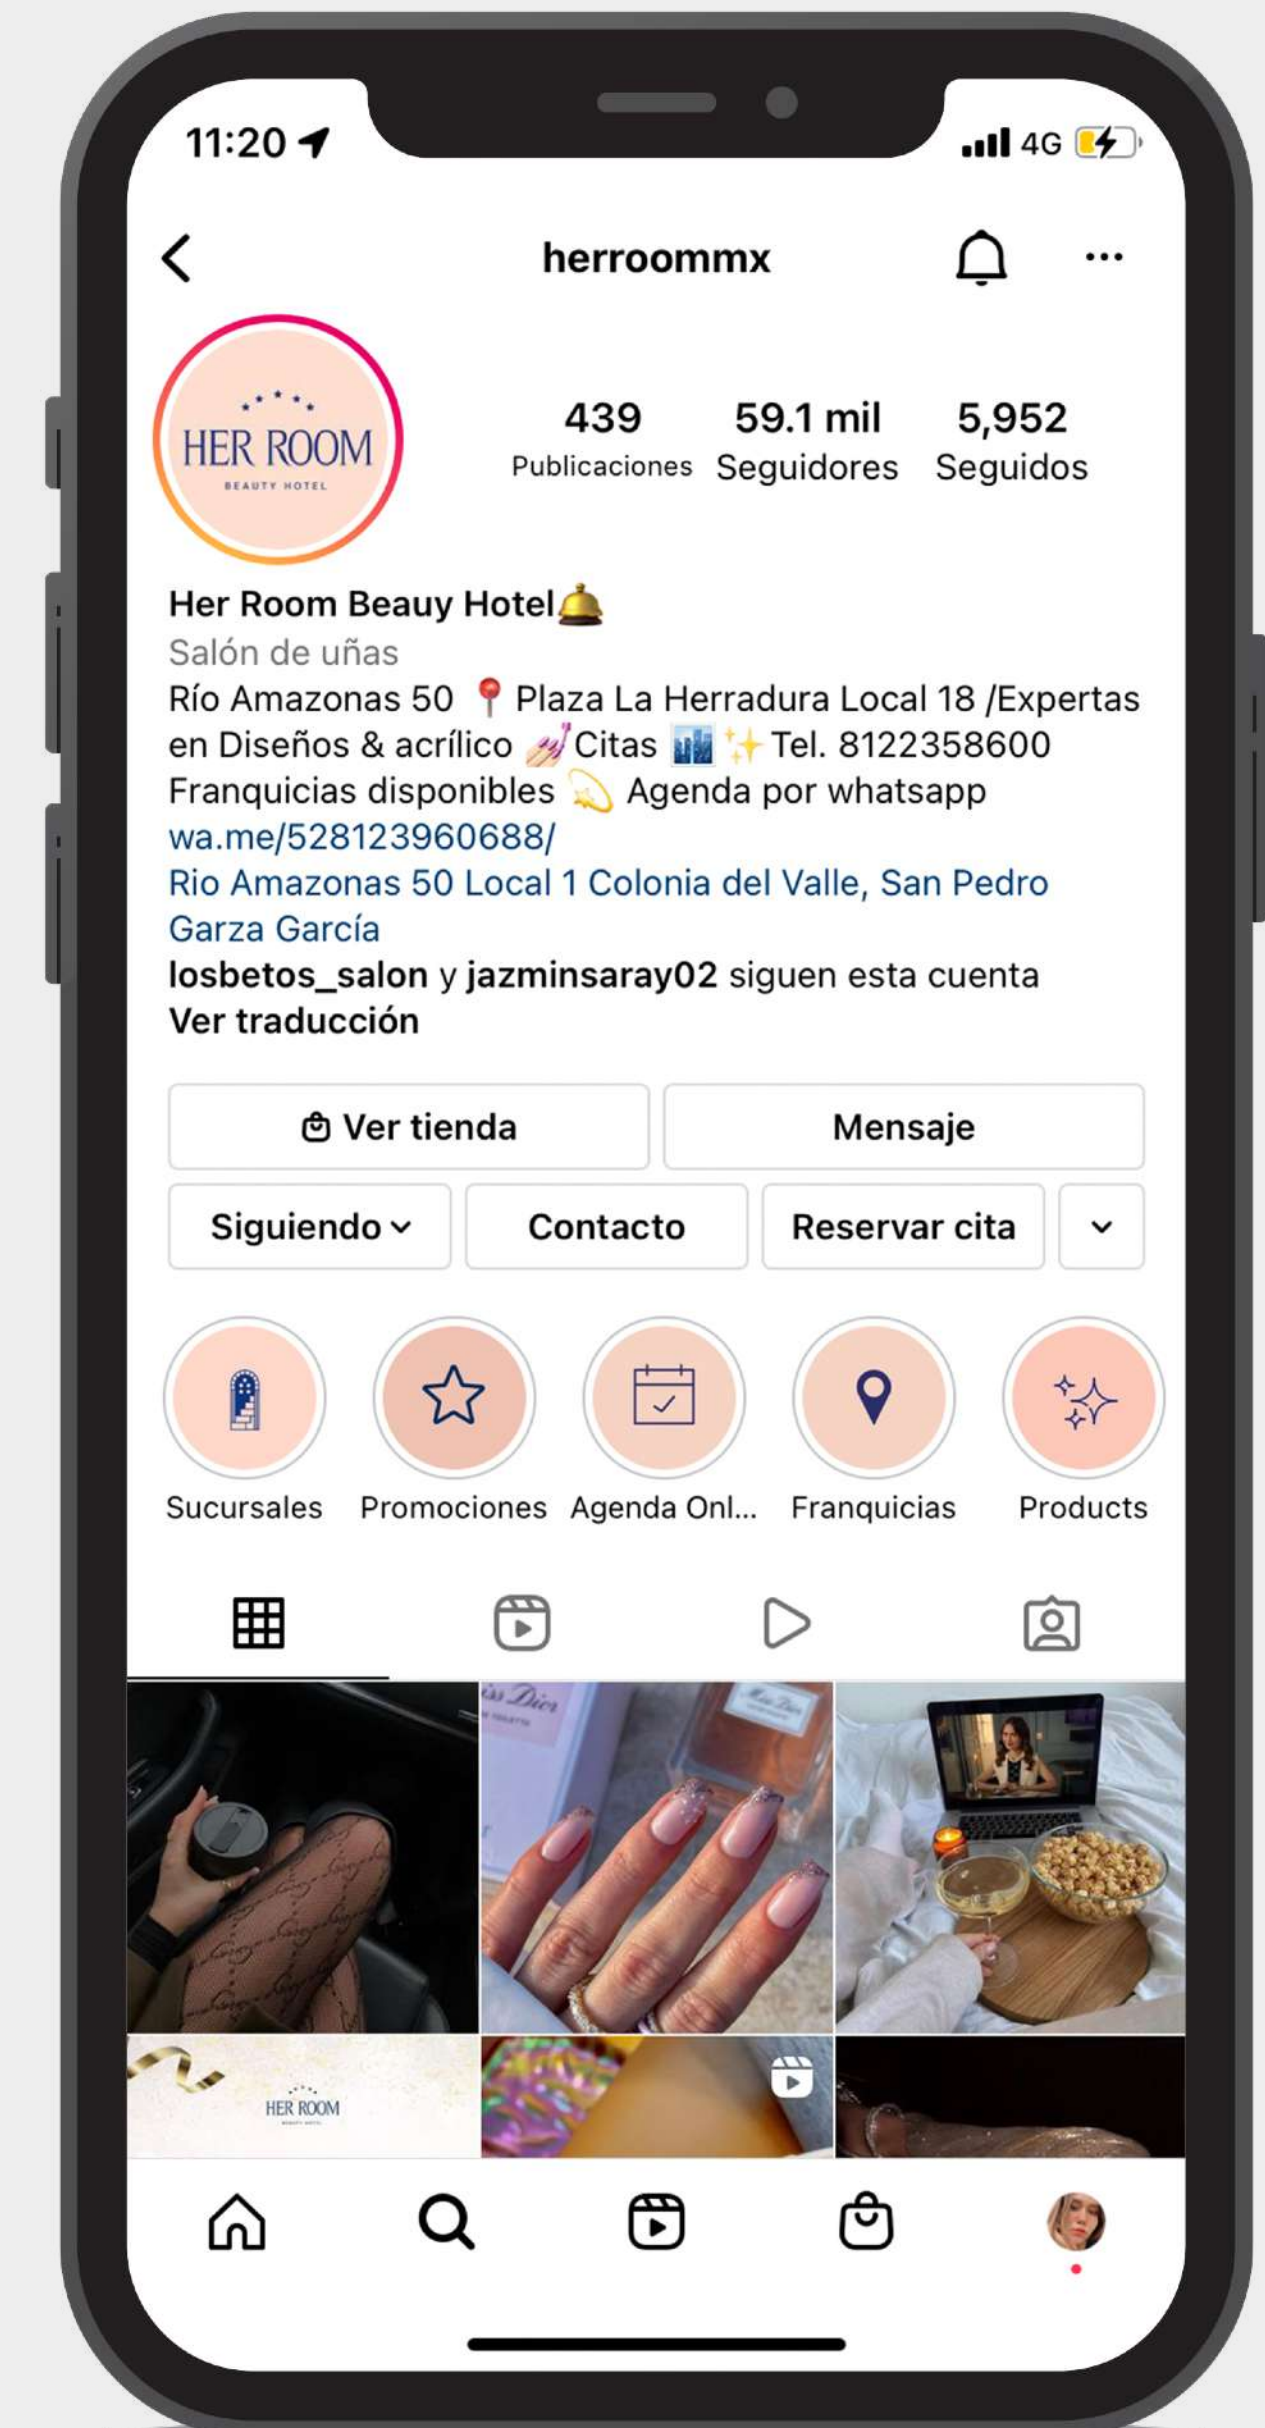 11:20
4G
herroommx
HER ROOM
BEAUTY HOTEL
439 59.1 mil 5,952
Publicaciones Seguidores Seguidos
Her Room Beauy Hotel🛎️
Salón de uñas
Río Amazonas 50 📍 Plaza La Herradura Local 18 /Expertas
en Diseños & acrílico 💅🏻Citas 🏙️ ✨Tel. 8122358600
Franquicias disponibles 💫 Agenda por whatsapp
wa.me/528123960688/
Rio Amazonas 50 Local 1 Colonia del Valle, San Pedro
Garza García
losbetos_salon y jazminsaray02 siguen esta cuenta
Ver traducción
Ver tienda Mensaje
Siguiendo Contacto Reservar cita
Sucursales Promociones Agenda Onl... Franquicias Products
iss Dior
Miss Dior
HER ROOM